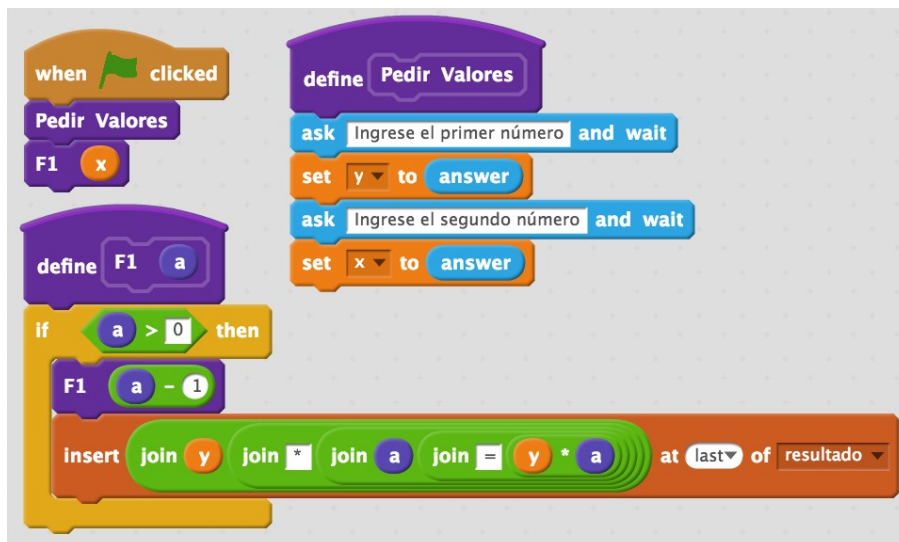 when clicked
Pedir Valores
F1 x
define Pedir Valores
ask Ingrese el primer número and wait
set y to answer
ask Ingrese el segundo número and wait
set x to answer
define F1 a
if a > 0 then
F1 a - 1
insert join y join * join a join = y * a at last of resultado